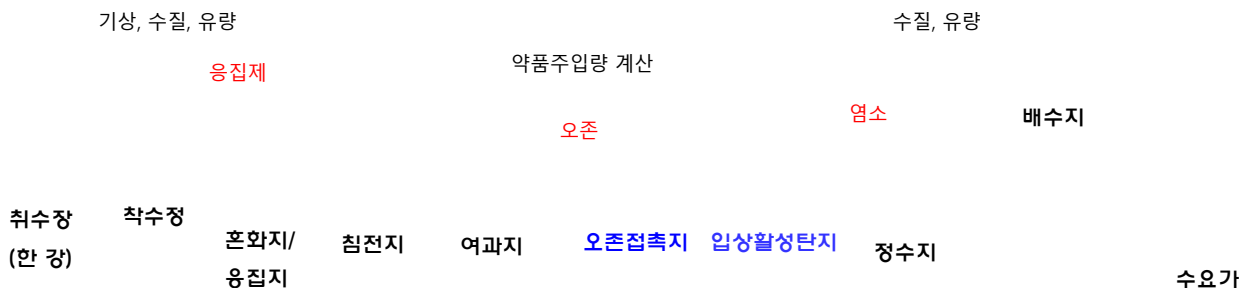 기상, 수질, 유량
수질, 유량
응집제
약품주입량 계산
오존
염소
배수지
취수장
(한 강)
착수정
혼화지/
응집지
침전지
여과지
오존접촉지
입상활성탄지
정수지
수요가